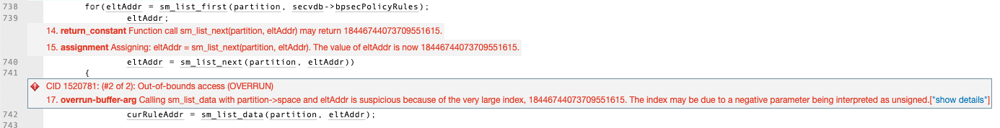 738 for(eltAddr = sm_list_first(partition, secvdb->bpsecPolicyRules);
739 eltAddr;
14. return_constant Function call sm_list_next(partition, eltAddr) may return 18446744073709551615.
15. assignment Assigning: eltAddr = sm_list_next(partition, eltAddr). The value of eltAddr is now 18446744073709551615.
740 eltAddr = sm_list_next(partition, eltAddr))
741 {
CID 1520781: (#2 of 2): Out-of-bounds access (OVERRUN)
17. overrun-buffer-arg Calling sm_list_data with partition->space and eltAddr is suspicious because of the very large index, 18446744073709551615. The index may be due to a negative parameter being interpreted as unsigned.["show details"]
742 curRuleAddr = sm_list_data(partition, eltAddr);
743